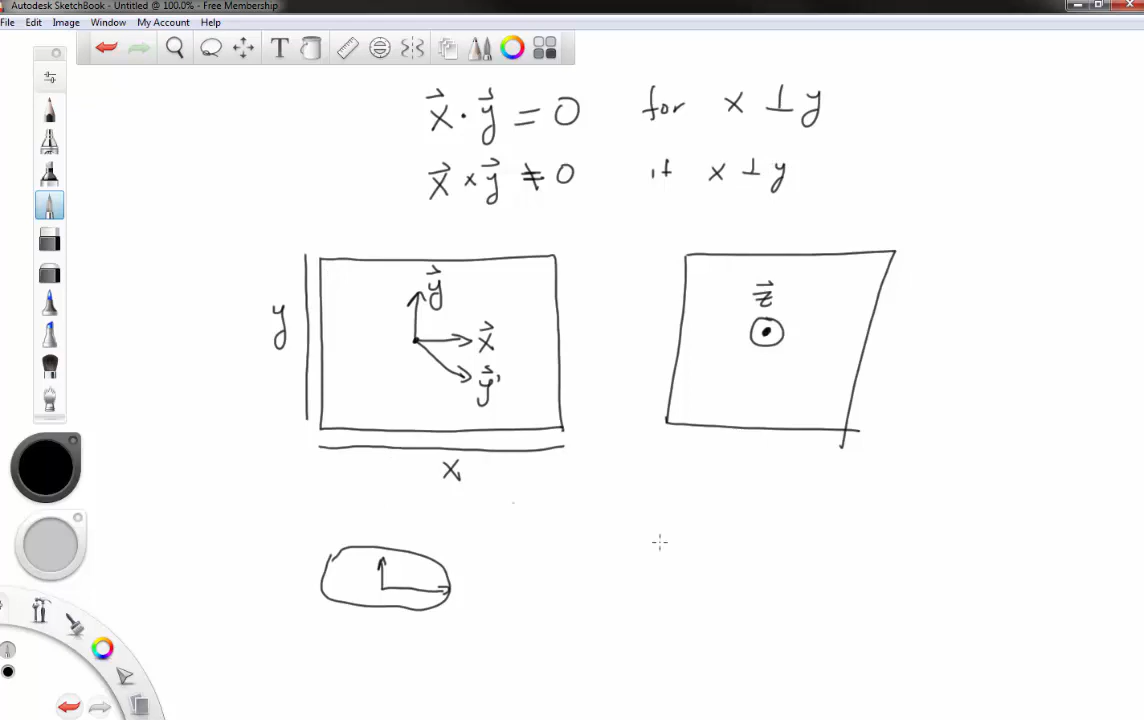 Autodesk SketchBook - Untitled @ 100.0% - Free Membership
File Edit Image Window My Account Help
T
x⃗ · y⃗ = 0 for x ⊥ y
x⃗ × y⃗ ≠ 0 if x ⊥ y
y⃗
z⃗
y
x⃗
y⃗'
x